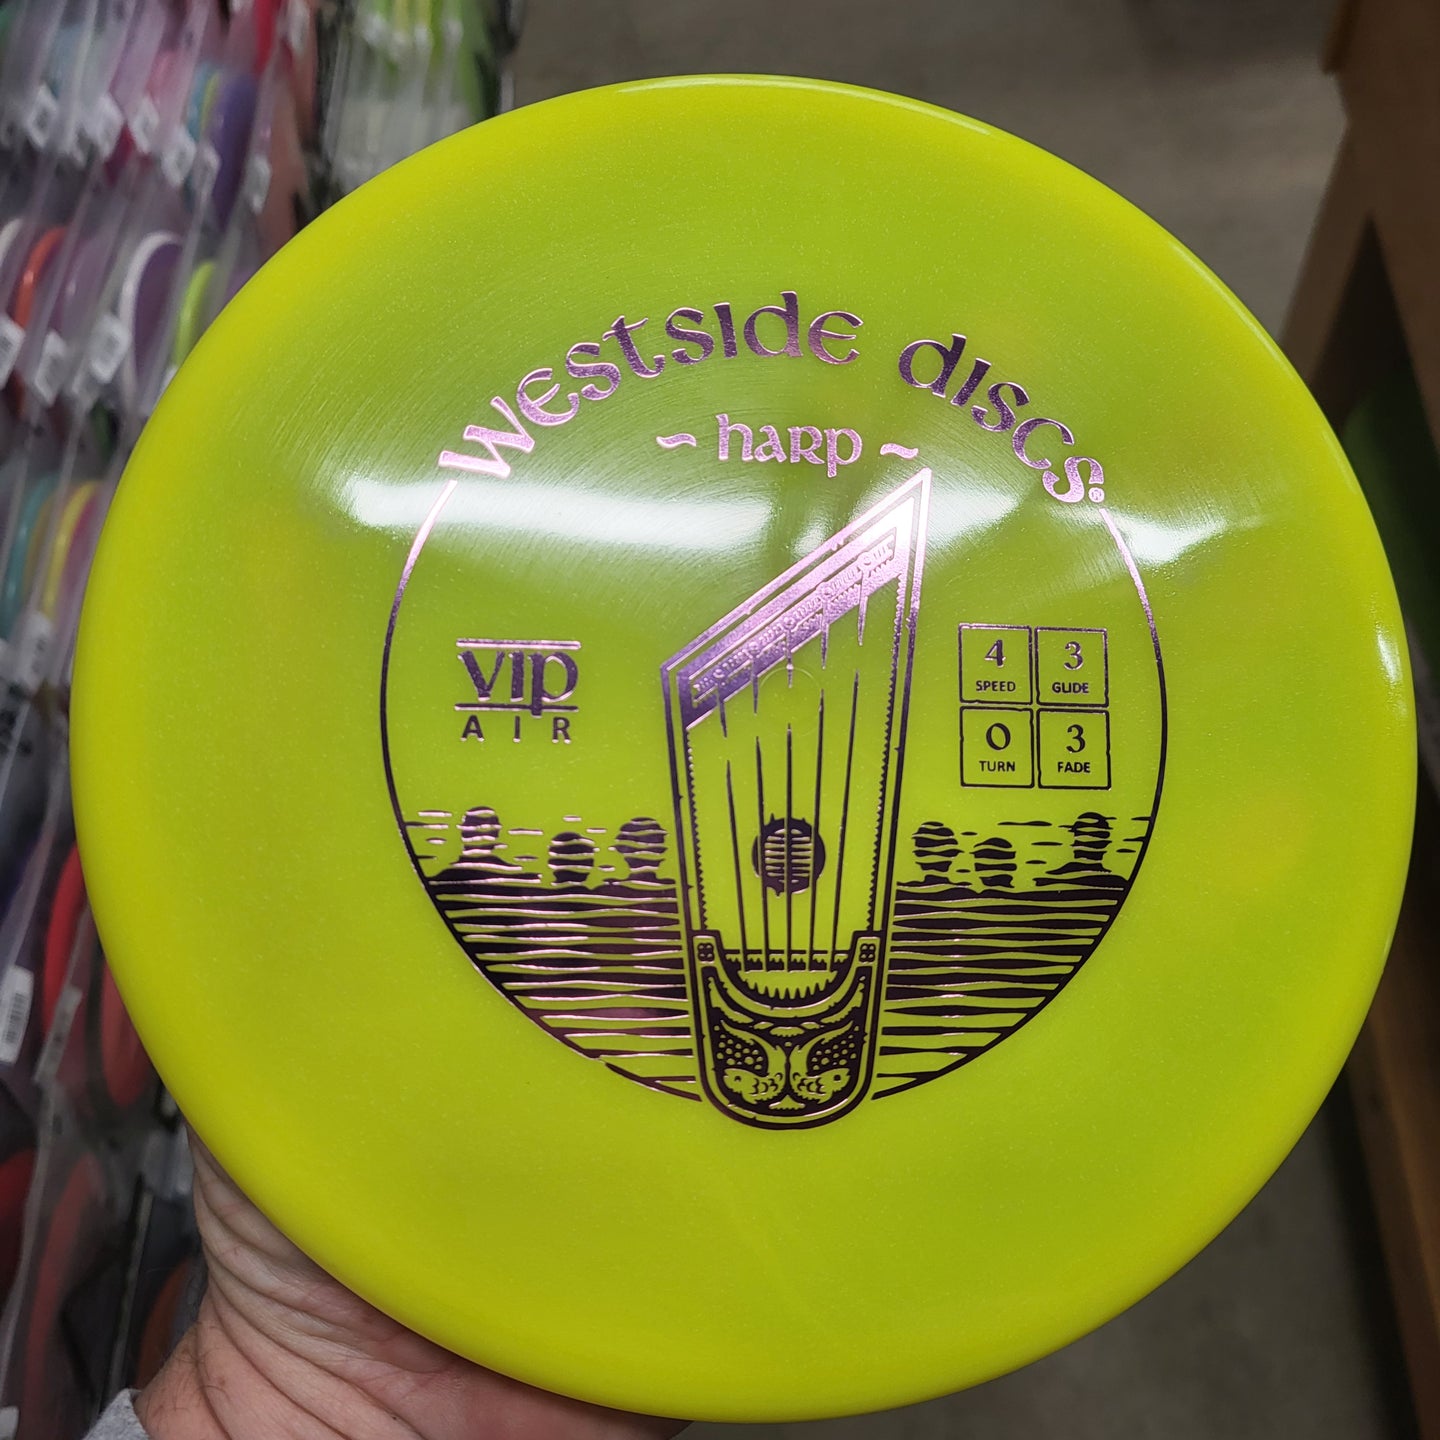 westside discs®
~ harp ~
VIP
AIR
4 SPEED
3 GLIDE
0 TURN
3 FADE